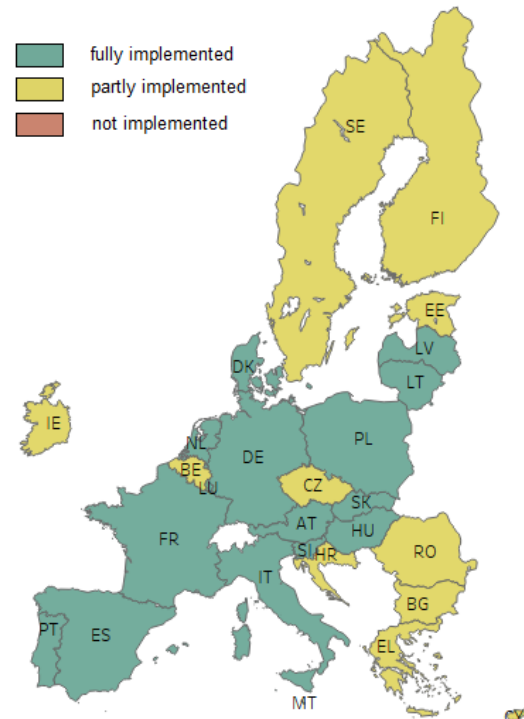 fully implemented
partly implemented
not implemented
SE
FI
EE
LV
DK
LT
IE
NL
PL
DE
BE
CZ
LU
SK
AT
HU
FR
SI
HR
RO
IT
BG
PT
ES
EL
MT